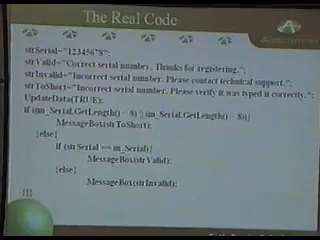 The Real Code
strSerial="12345678":
strValid="Correct serial number. Thanks for registering.":
strInvalid="Incorrect serial number. Please contact technical support.":
strToShort="Incorrect serial number. Please verify it was typed it correctly.":
UpdateData(TRUE):
if ((m_Serial.GetLength() 8) || (m_Serial.GetLength() 8)){
MessageBox(strToShort):
}else{
if (strSerial == m_Serial){
MessageBox(strValid):
}else{
MessageBox(strInvalid):
}}}